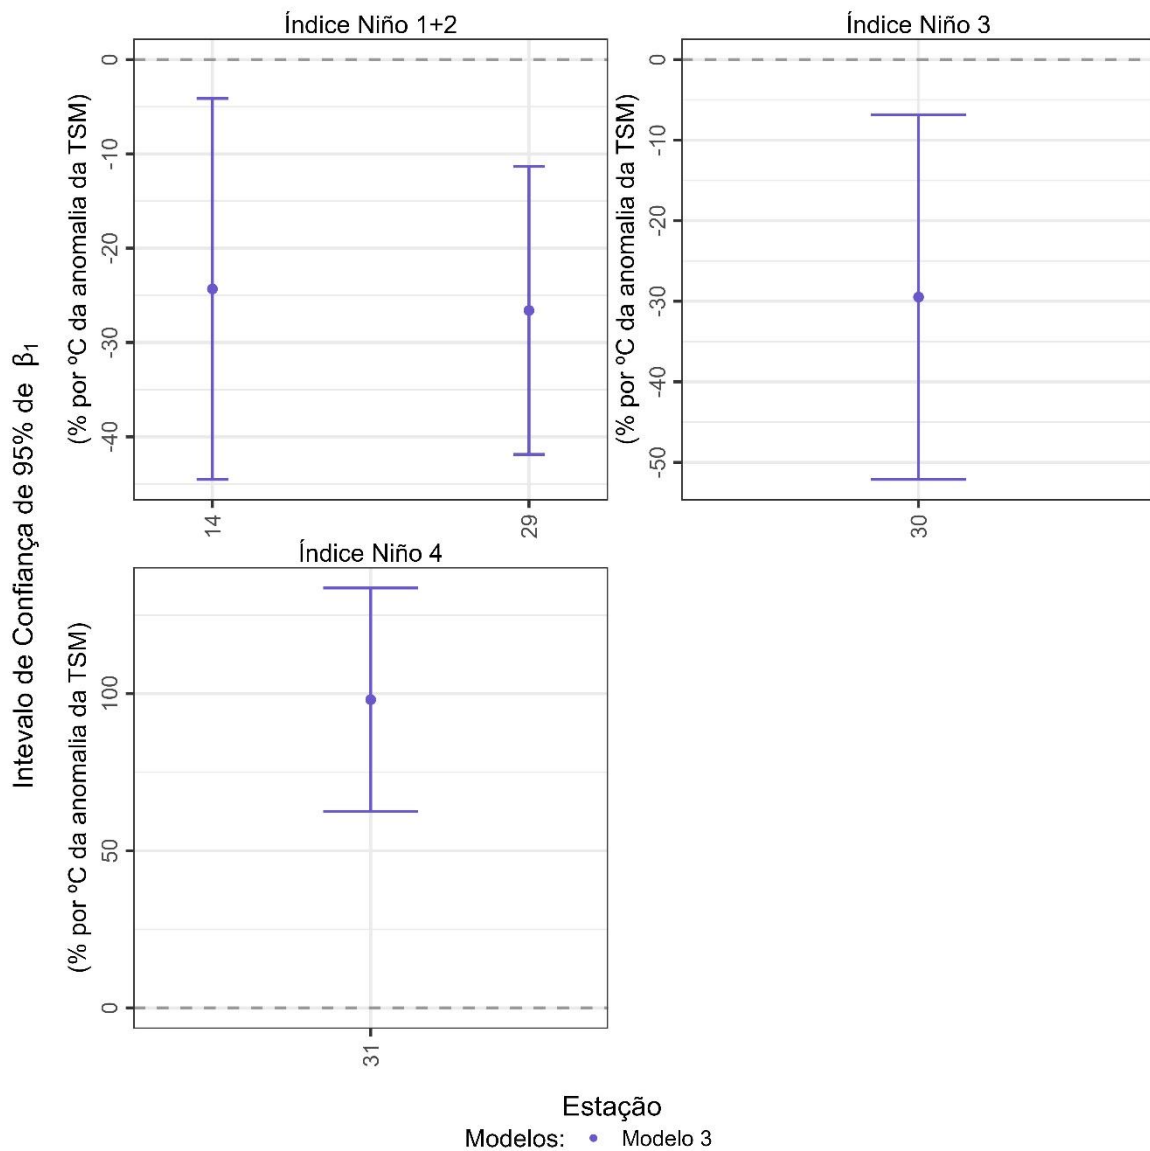 Índice Niño 1+2
Índice Niño 3
(% por ºC da anomalia da TSM)
0
-10
-20
-30
-40
14
29
(% por ºC da anomalia da TSM)
0
-10
-20
-30
-40
-50
30
Intevalo de Confiança de 95% de β₁
Índice Niño 4
(% por ºC da anomalia da TSM)
100
50
0
31
Estação
Modelos: Modelo 3